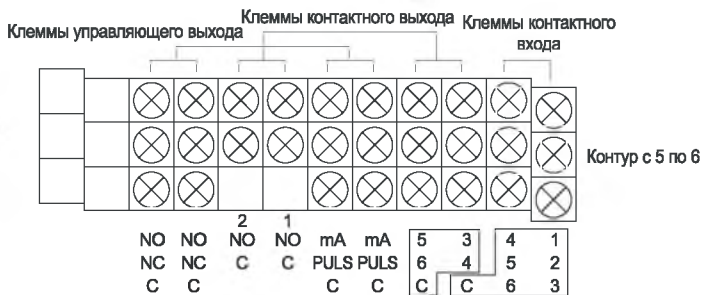 Клеммы управляющего выхода
Клеммы контактного выхода
Клеммы контактного
входа
Контур с 5 по 6
2 1
NO NO NO NO mA mA 5 3 4 1
NC NC C C PULS PULS 6 4 5 2
C C C C C C 6 3